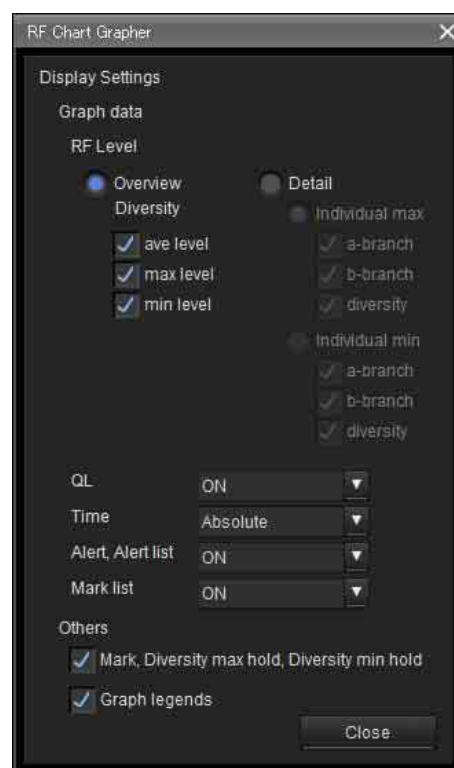 RF Chart Grapher
Display Settings
Graph data
RF Level
Overview
Diversity
ave level
max level
min level
Detail
Individual max
a-branch
b-branch
diversity
Individual min
a-branch
b-branch
diversity
QL ON
Time Absolute
Alert, Alert list ON
Mark list ON
Others
Mark, Diversity max hold, Diversity min hold
Graph legends
Close